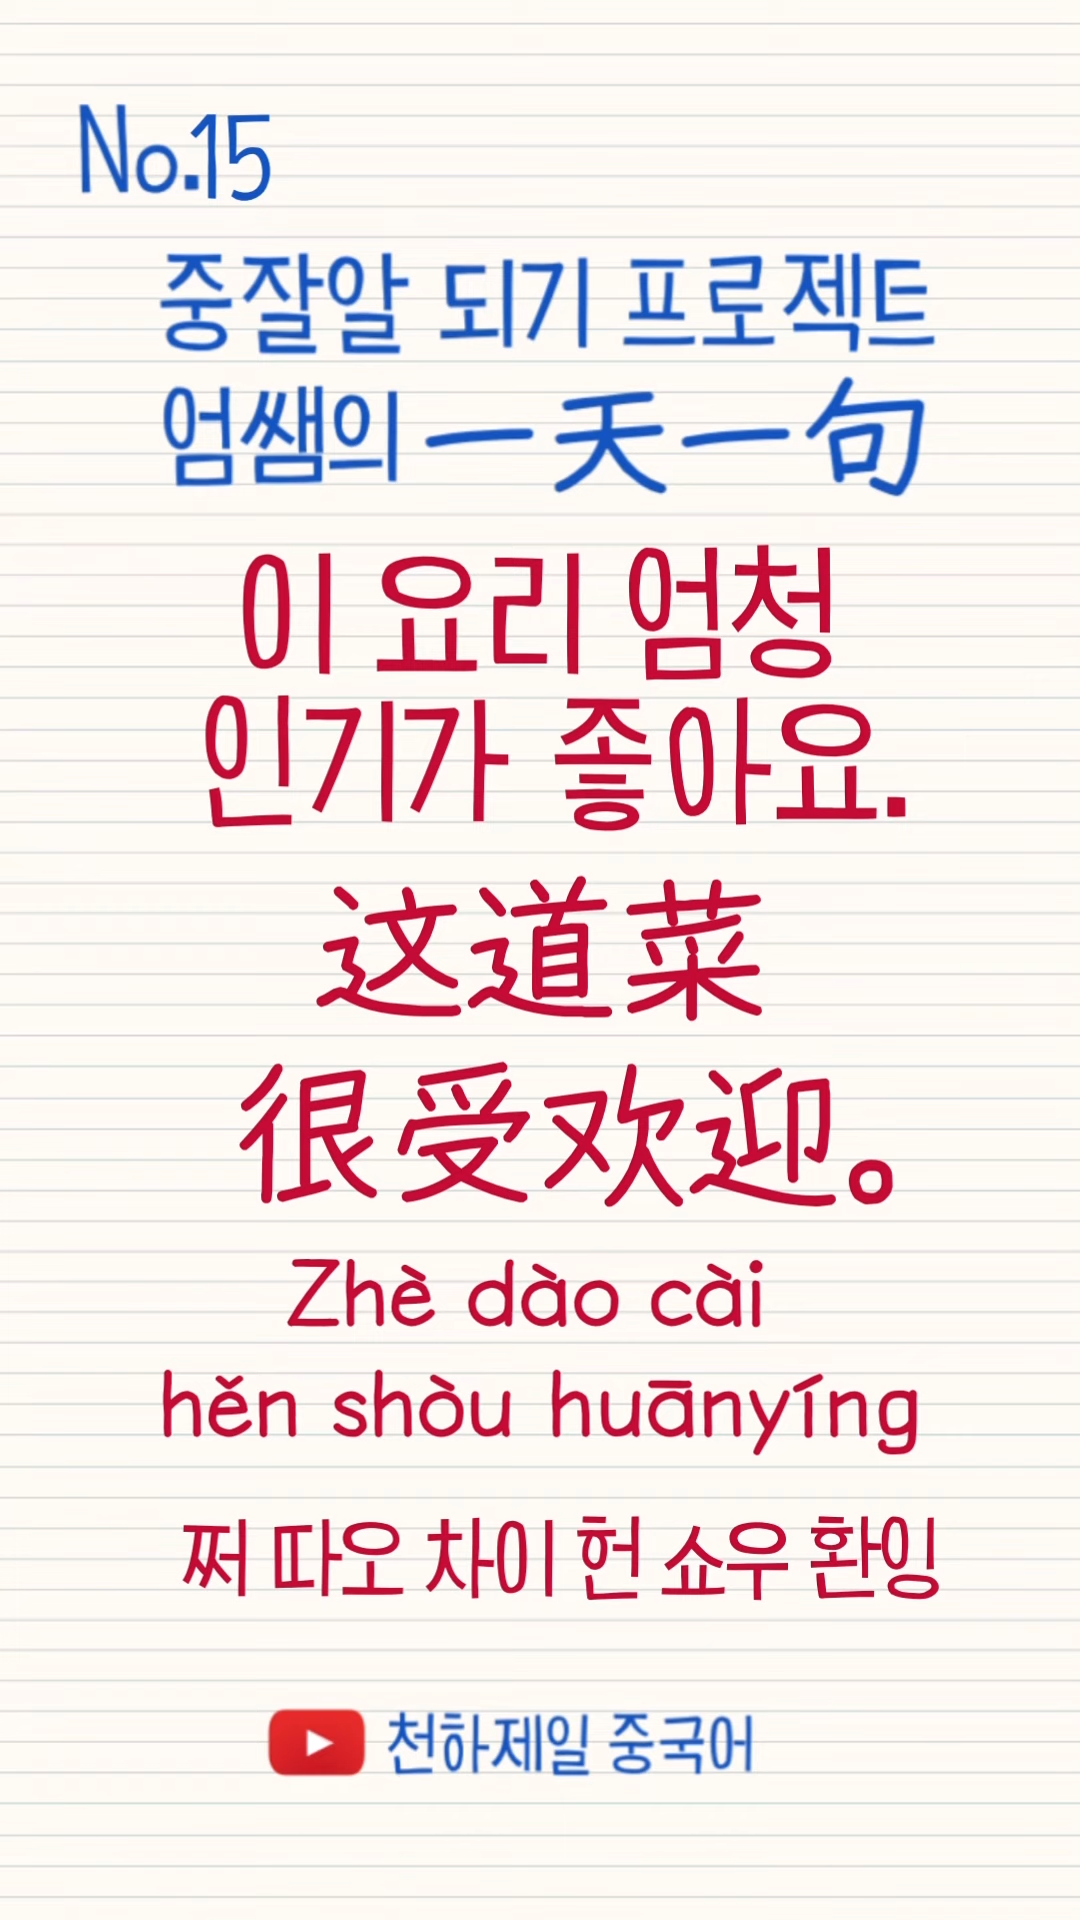 No.15
중잘알 되기 프로젝트
엄쌤의 一天一句
이 요리 엄청
인기가 좋아요.
这道菜
很受欢迎。
Zhè dào cài
hěn shòu huānyíng
쩌 따오 차이 헌 쇼우 환잉
천하제일 중국어